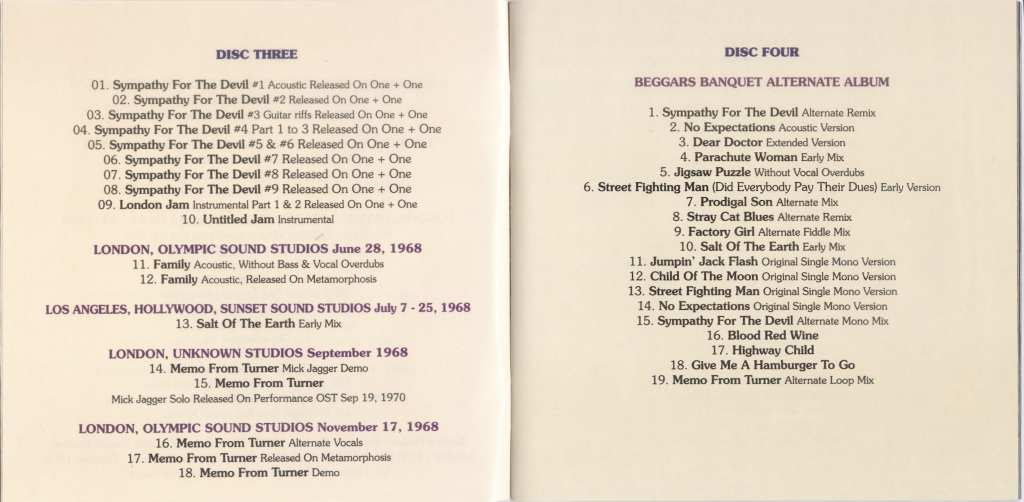 DISC THREE
01. Sympathy For The Devil #1 Acoustic Released On One + One
02. Sympathy For The Devil #2 Released On One + One
03. Sympathy For The Devil #3 Guitar riffs Released On One + One
04. Sympathy For The Devil #4 Part 1 to 3 Released On One + One
05. Sympathy For The Devil #5 & #6 Released On One + One
06. Sympathy For The Devil #7 Released On One + One
07. Sympathy For The Devil #8 Released On One + One
08. Sympathy For The Devil #9 Released On One + One
09. London Jam Instrumental Part 1 & 2 Released On One + One
10. Untitled Jam Instrumental
LONDON, OLYMPIC SOUND STUDIOS June 28, 1968
11. Family Acoustic, Without Bass & Vocal Overdubs
12. Family Acoustic, Released On Metamorphosis
LOS ANGELES, HOLLYWOOD, SUNSET SOUND STUDIOS July 7 - 25, 1968
13. Salt Of The Earth Early Mix
LONDON, UNKNOWN STUDIOS September 1968
14. Memo From Turner Mick Jagger Demo
15. Memo From Turner
Mick Jagger Solo Released On Performance OST Sep 19, 1970
LONDON, OLYMPIC SOUND STUDIOS November 17, 1968
16. Memo From Turner Alternate Vocals
17. Memo From Turner Released On Metamorphosis
18. Memo From Turner Demo
DISC FOUR
BEGGARS BANQUET ALTERNATE ALBUM
1. Sympathy For The Devil Alternate Remix
2. No Expectations Acoustic Version
3. Dear Doctor Extended Version
4. Parachute Woman Early Mix
5. Jigsaw Puzzle Without Vocal Overdubs
6. Street Fighting Man (Did Everybody Pay Their Dues) Early Version
7. Prodigal Son Alternate Mix
8. Stray Cat Blues Alternate Remix
9. Factory Girl Alternate Fiddle Mix
10. Salt Of The Earth Early Mix
11. Jumpin' Jack Flash Original Single Mono Version
12. Child Of The Moon Original Single Mono Version
13. Street Fighting Man Original Single Mono Version
14. No Expectations Original Single Mono Version
15. Sympathy For The Devil Alternate Mono Mix
16. Blood Red Wine
17. Highway Child
18. Give Me A Hamburger To Go
19. Memo From Turner Alternate Loop Mix